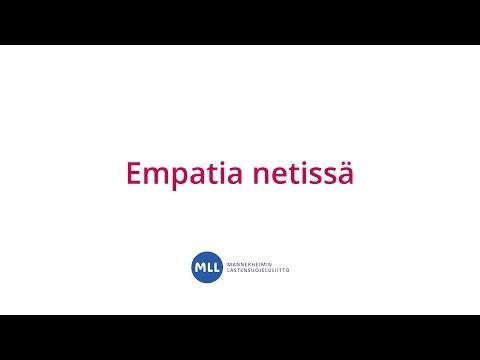 Empatia netissä
MLL
MANNERHEIMIN
LASTENSUOJELULIITTO